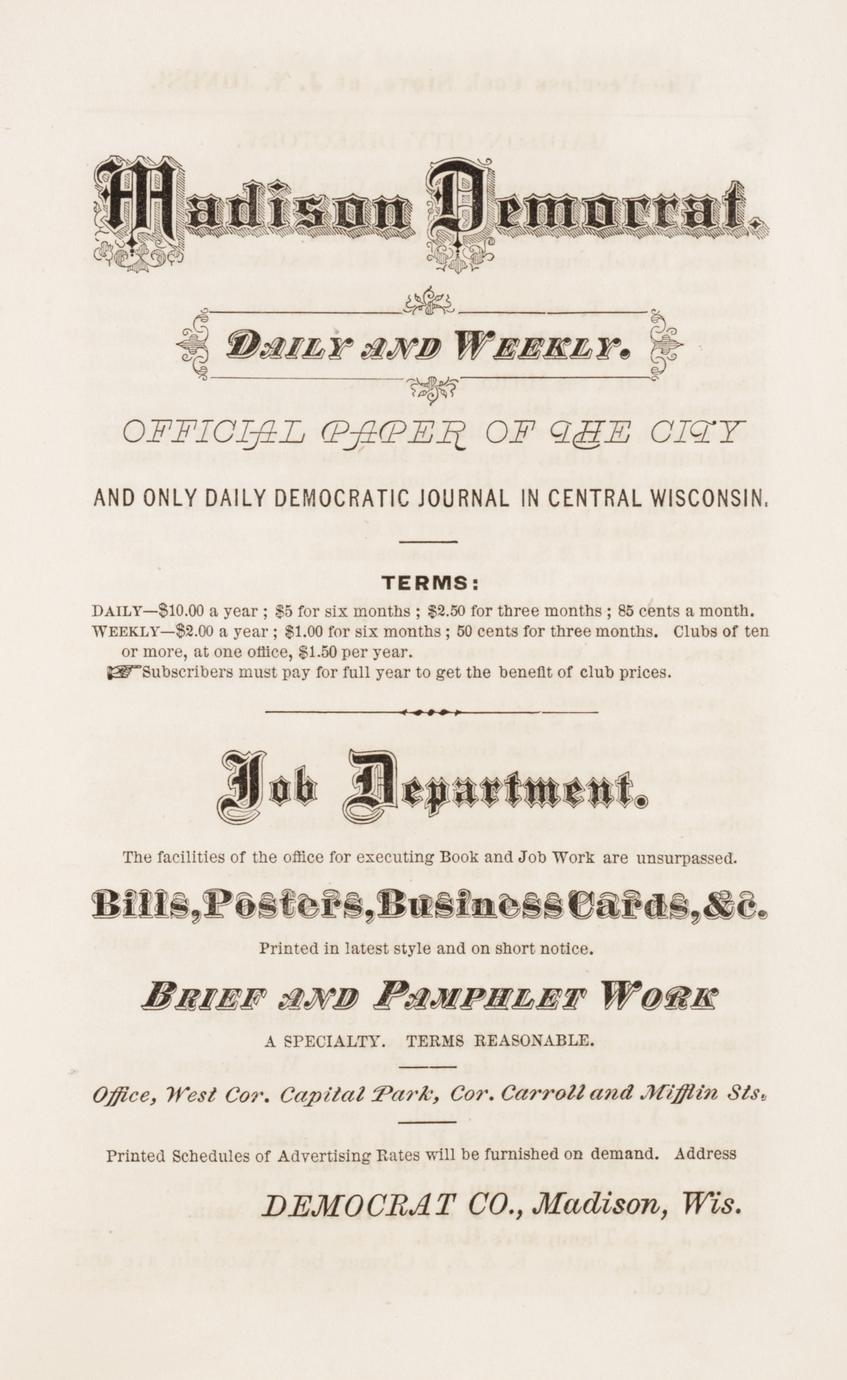 Madison Democrat.
DAILY AND WEEKLY.
OFFICIAL PAPER OF THE CITY
AND ONLY DAILY DEMOCRATIC JOURNAL IN CENTRAL WISCONSIN.
TERMS:
DAILY—$10.00 a year; $5 for six months; $2.50 for three months; 85 cents a month.
WEEKLY—$2.00 a year; $1.00 for six months; 50 cents for three months. Clubs of ten
or more, at one office, $1.50 per year.
☞Subscribers must pay for full year to get the benefit of club prices.
Job Department.
The facilities of the office for executing Book and Job Work are unsurpassed.
Bills, Posters, Business Cards, &c.
Printed in latest style and on short notice.
BRIEF AND PAMPHLET WORK
A SPECIALTY. TERMS REASONABLE.
Office, West Cor. Capital Park, Cor. Carroll and Mifflin Sts.
Printed Schedules of Advertising Rates will be furnished on demand. Address
DEMOCRAT CO., Madison, Wis.